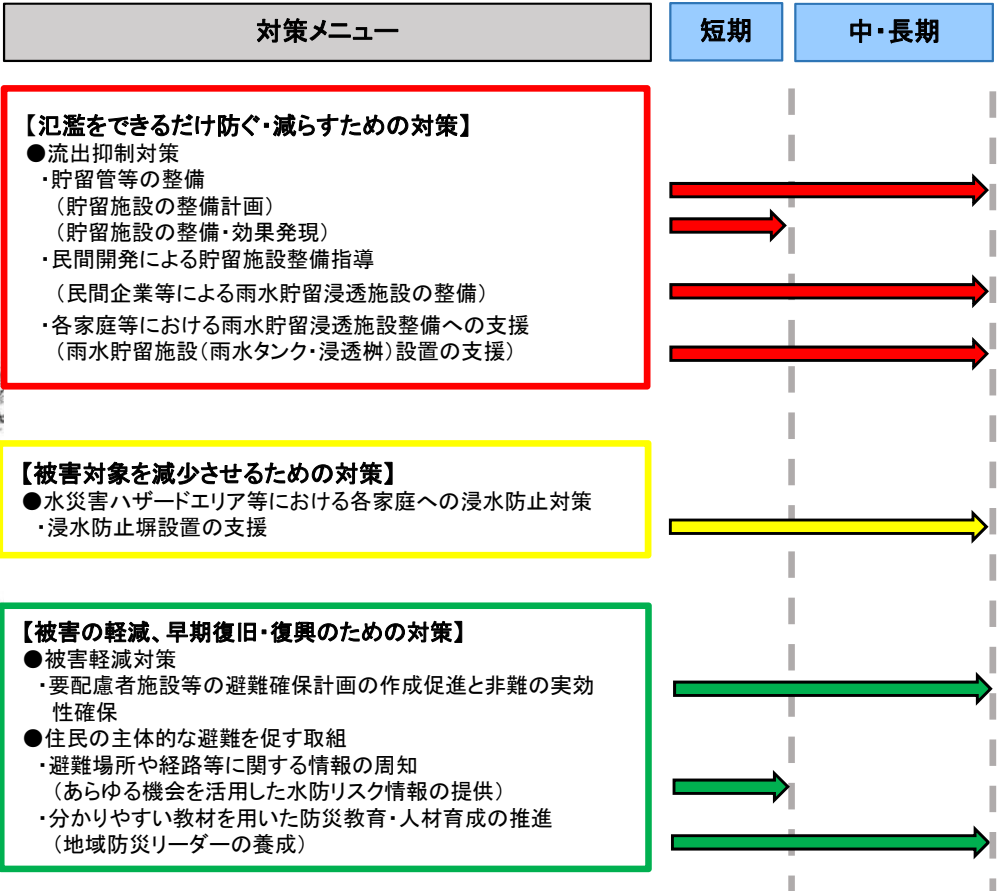 対策メニュー
短期
中・長期
【氾濫をできるだけ防ぐ・減らすための対策】
●流出抑制対策
・貯留管等の整備
（貯留施設の整備計画）
（貯留施設の整備・効果発現）
・民間開発による貯留施設整備指導
（民間企業等による雨水貯留浸透施設の整備）
・各家庭等における雨水貯留浸透施設整備への支援
（雨水貯留施設（雨水タンク・浸透桝）設置の支援）
【被害対象を減少させるための対策】
●水災害ハザードエリア等における各家庭への浸水防止対策
・浸水防止塀設置の支援
【被害の軽減、早期復旧・復興のための対策】
●被害軽減対策
・要配慮者施設等の避難確保計画の作成促進と非難の実効
性確保
●住民の主体的な避難を促す取組
・避難場所や経路等に関する情報の周知
（あらゆる機会を活用した水防リスク情報の提供）
・分かりやすい教材を用いた防災教育・人材育成の推進
（地域防災リーダーの養成）